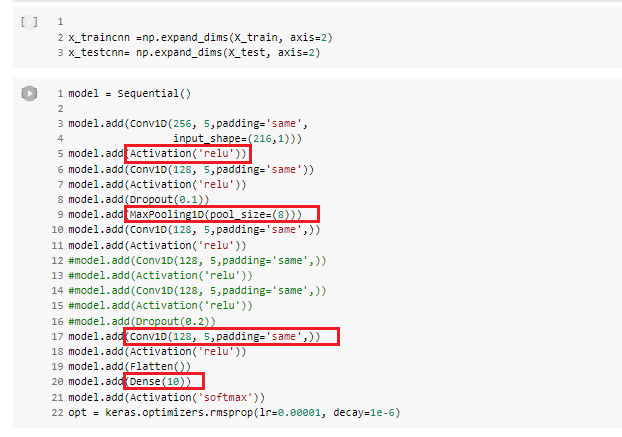 [ ]
1
2 x_traincnn =np.expand_dims(X_train, axis=2)
3 x_testcnn= np.expand_dims(X_test, axis=2)
1 model = Sequential()
2
3 model.add(Conv1D(256, 5,padding='same',
4 input_shape=(216,1)))
5 model.add(Activation('relu'))
6 model.add(Conv1D(128, 5,padding='same'))
7 model.add(Activation('relu'))
8 model.add(Dropout(0.1))
9 model.add(MaxPooling1D(pool_size=(8)))
10 model.add(Conv1D(128, 5,padding='same',))
11 model.add(Activation('relu'))
12 #model.add(Conv1D(128, 5,padding='same',))
13 #model.add(Activation('relu'))
14 #model.add(Conv1D(128, 5,padding='same',))
15 #model.add(Activation('relu'))
16 #model.add(Dropout(0.2))
17 model.add(Conv1D(128, 5,padding='same',))
18 model.add(Activation('relu'))
19 model.add(Flatten())
20 model.add(Dense(10))
21 model.add(Activation('softmax'))
22 opt = keras.optimizers.rmsprop(lr=0.00001, decay=1e-6)